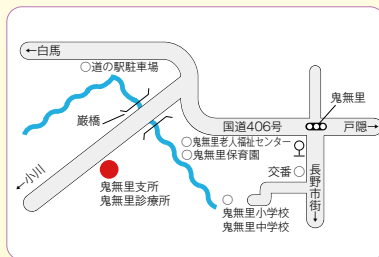 ←白馬
○道の駅駐車場
鬼無里
巌橋
国道406号
戸隠→
○鬼無里老人福祉センター
○鬼無里保育園
交番○
長野市街→
←小川
鬼無里支所
鬼無里診療所
○
鬼無里小学校
鬼無里中学校